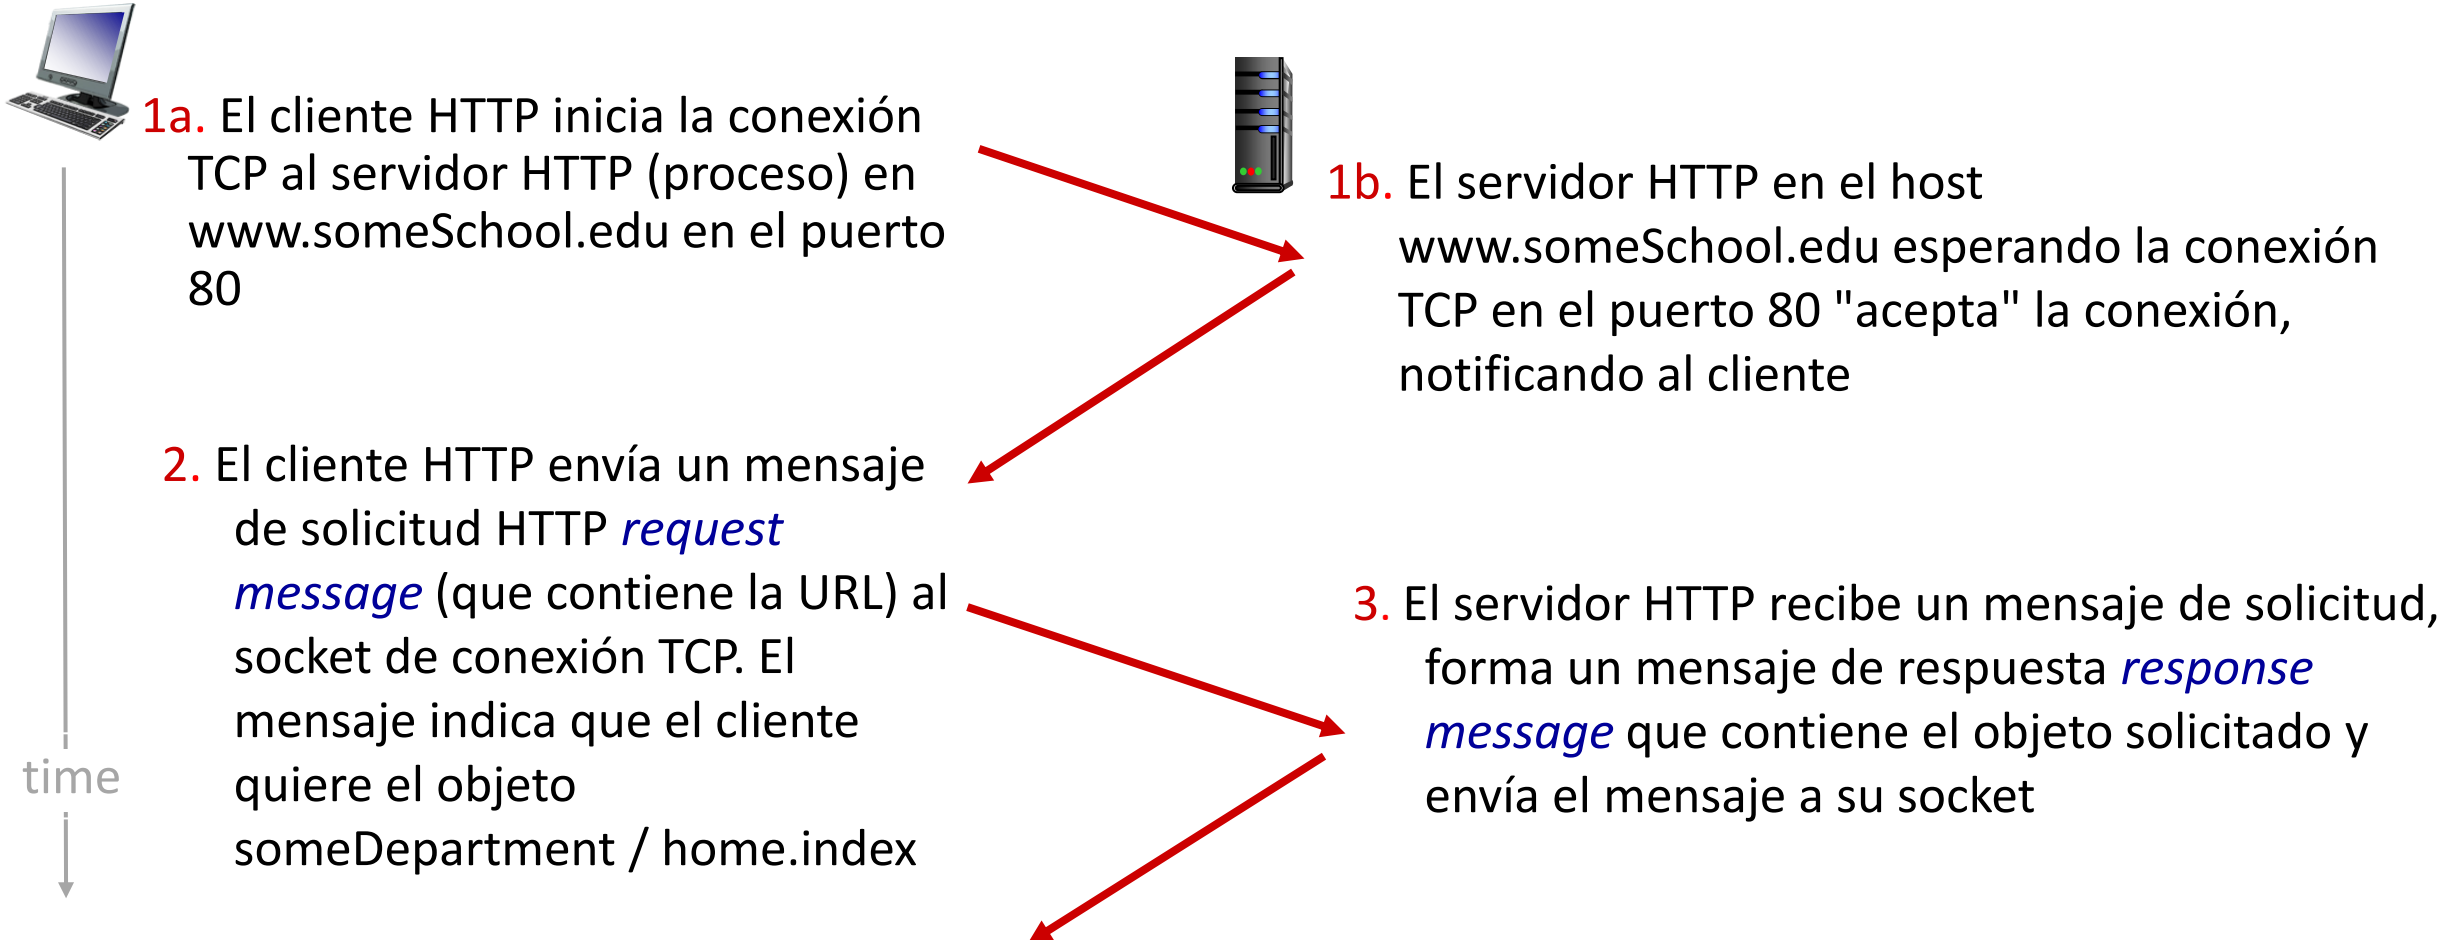 1a. El cliente HTTP inicia la conexión
TCP al servidor HTTP (proceso) en
www.someSchool.edu en el puerto
80
1b. El servidor HTTP en el host
www.someSchool.edu esperando la conexión
TCP en el puerto 80 "acepta" la conexión,
notificando al cliente
2. El cliente HTTP envía un mensaje
de solicitud HTTP request
message (que contiene la URL) al
socket de conexión TCP. El
mensaje indica que el cliente
quiere el objeto
someDepartment / home.index
3. El servidor HTTP recibe un mensaje de solicitud,
forma un mensaje de respuesta response
message que contiene el objeto solicitado y
envía el mensaje a su socket
time